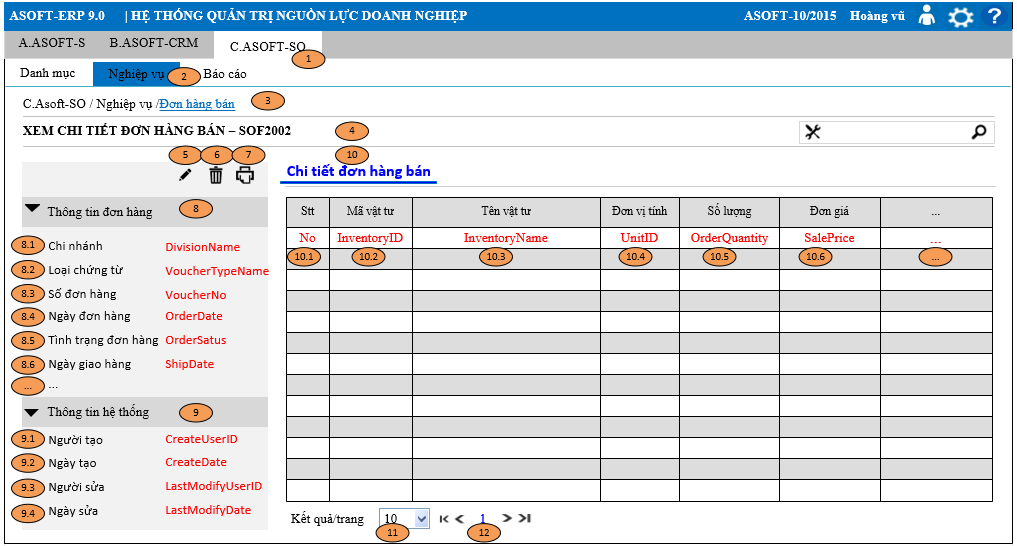 ASOFT-ERP 9.0 | HỆ THỐNG QUẢN TRỊ NGUỒN LỰC DOANH NGHIỆP ASOFT-10/2015 Hoàng vũ ?
A.ASOFT-S B.ASOFT-CRM C.ASOFT-SO 1
Danh mục Nghiệp vụ 2 Báo cáo
C.Asoft-SO / Nghiệp vụ /Đơn hàng bán 3
XEM CHI TIẾT ĐƠN HÀNG BÁN – SOF2002 4
5 6 7 10
Chi tiết đơn hàng bán
Thông tin đơn hàng 8
8.1 Chi nhánh DivisionName
8.2 Loại chứng từ VoucherTypeName
8.3 Số đơn hàng VoucherNo
8.4 Ngày đơn hàng OrderDate
8.5 Tình trạng đơn hàng OrderSatus
8.6 Ngày giao hàng ShipDate
... ...
Thông tin hệ thống 9
9.1 Người tạo CreateUserID
9.2 Ngày tạo CreateDate
9.3 Người sửa LastModifyUserID
9.4 Ngày sửa LastModifyDate
Stt Mã vật tư Tên vật tư Đơn vị tính Số lượng Đơn giá ...
No InventoryID InventoryName UnitID OrderQuantity SalePrice ...
10.1 10.2 10.3 10.4 10.5 10.6 ...
Kết quả/trang 10 1
11 12